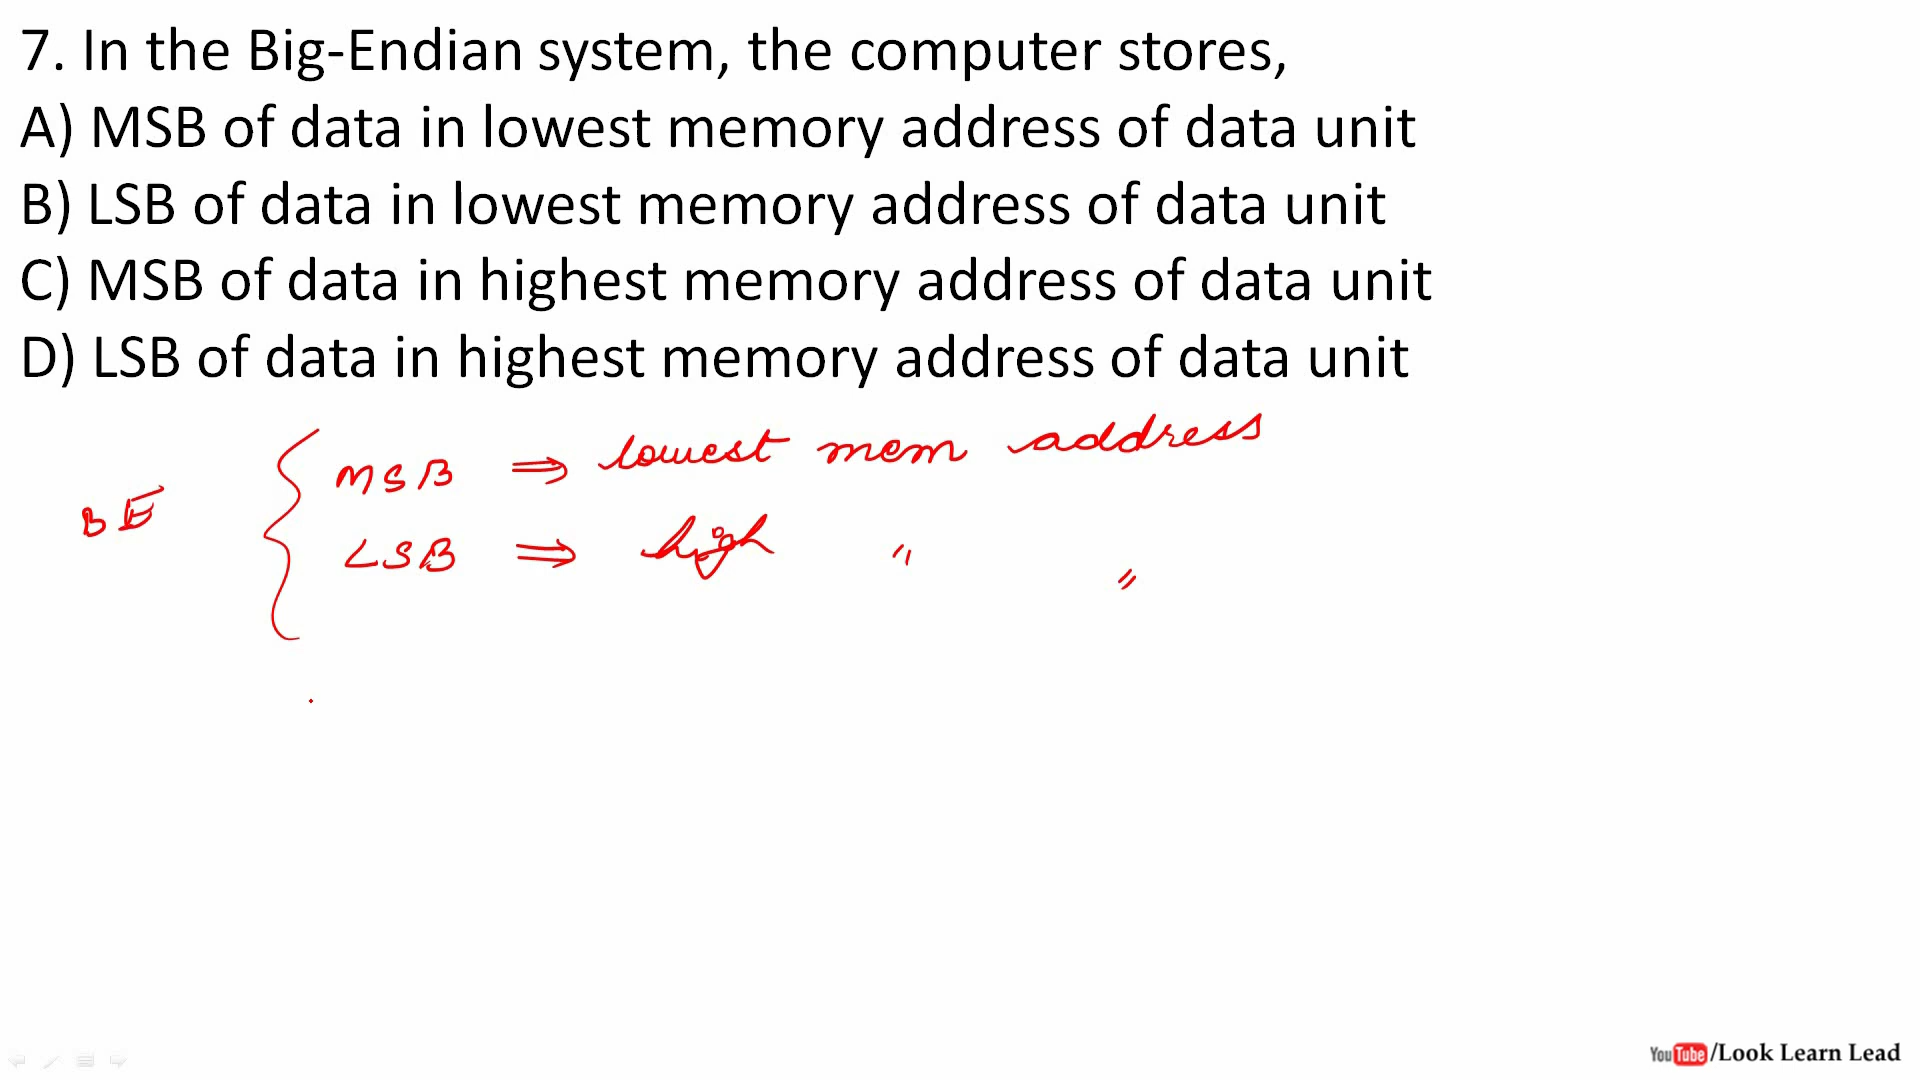 7. In the Big-Endian system, the computer stores,
A) MSB of data in lowest memory address of data unit
B) LSB of data in lowest memory address of data unit
C) MSB of data in highest memory address of data unit
D) LSB of data in highest memory address of data unit
MSB ⇒ lowest mem address
BE
LSB ⇒ high " "
YouTube/Look Learn Lead